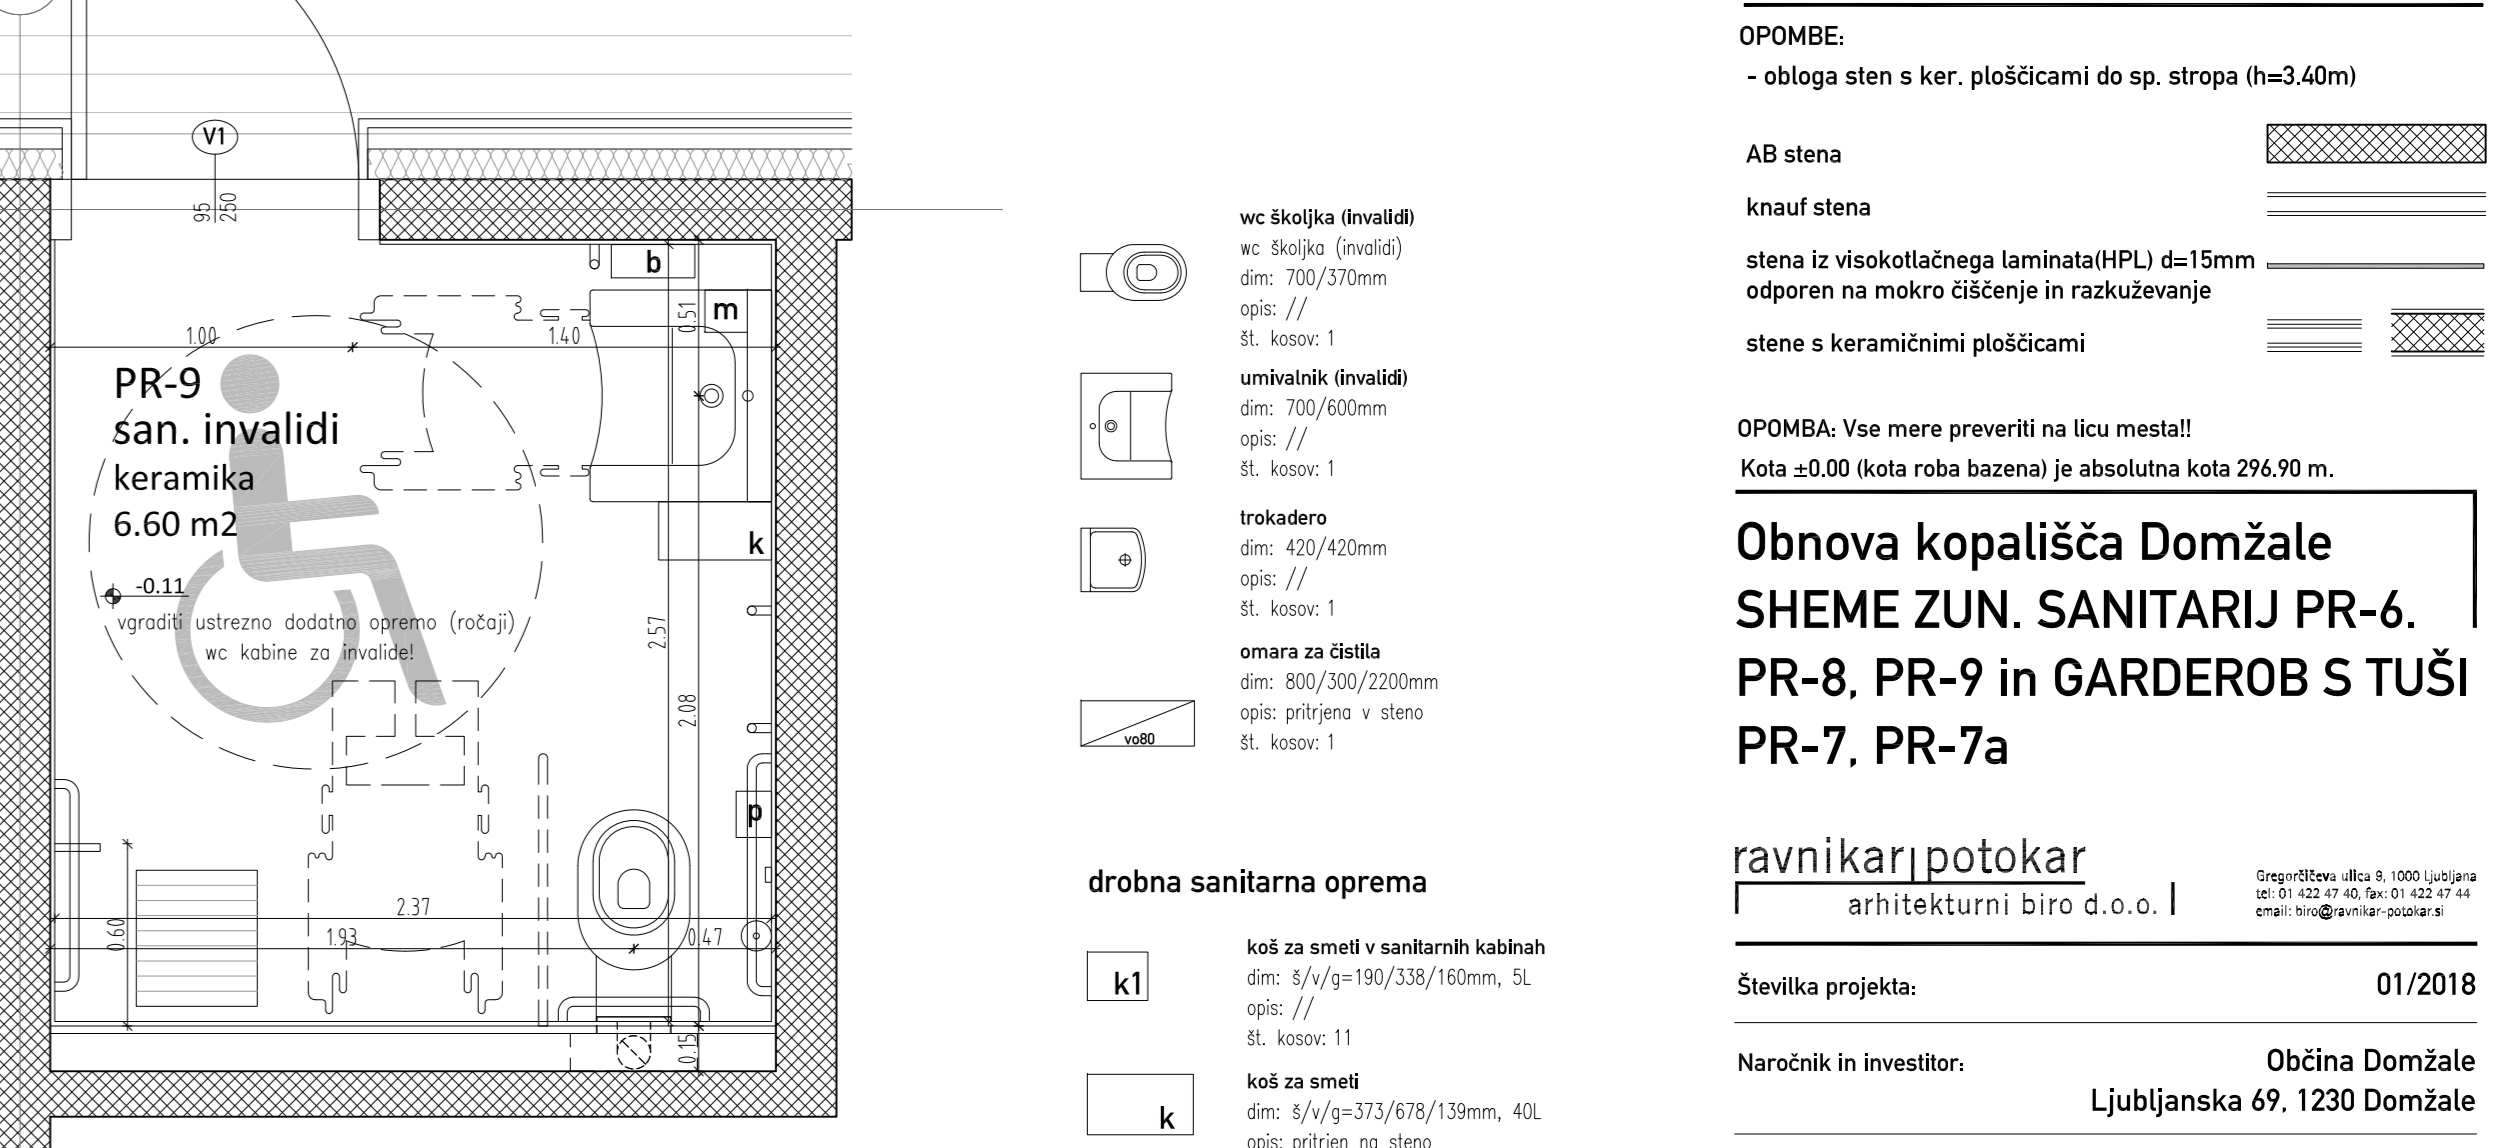 V1
95
250
b
m
0.51
1.00
1.40
PR-9
san. invalidi
keramika
6.60 m2
k
-0.11
vgraditi ustrezno dodatno opremo (ročaji)
wc kabine za invalide!
2.57
2.08
p
2.37
0.60
1.93
0.47
0.15
wc školjka (invalidi)
wc školjka (invalidi)
dim: 700/370mm
opis: //
št. kosov: 1
umivalnik (invalidi)
dim: 700/600mm
opis: //
št. kosov: 1
trokadero
dim: 420/420mm
opis: //
št. kosov: 1
omara za čistila
dim: 800/300/2200mm
opis: pritrjena v steno
št. kosov: 1
vo80
drobna sanitarna oprema
k1
koš za smeti v sanitarnih kabinah
dim: š/v/g=190/338/160mm, 5L
opis: //
št. kosov: 11
k
koš za smeti
dim: š/v/g=373/678/139mm, 40L
opis: pritrjen na steno
OPOMBE:
- obloga sten s ker. ploščicami do sp. stropa (h=3.40m)
AB stena
knauf stena
stena iz visokotlačnega laminata(HPL) d=15mm
odporen na mokro čiščenje in razkuževanje
stene s keramičnimi ploščicami
OPOMBA: Vse mere preveriti na licu mesta!!
Kota ±0.00 (kota roba bazena) je absolutna kota 296.90 m.
Obnova kopališča Domžale
SHEME ZUN. SANITARIJ PR-6.
PR-8, PR-9 in GARDEROB S TUŠI
PR-7, PR-7a
ravnikar potokar
arhitekturni biro d.o.o.
Gregorčičeva ulica 9, 1000 Ljubljana
tel: 01 422 47 40, fax: 01 422 47 44
email: biro@ravnikar-potokar.si
Številka projekta:
01/2018
Naročnik in investitor:
Občina Domžale
Ljubljanska 69, 1230 Domžale